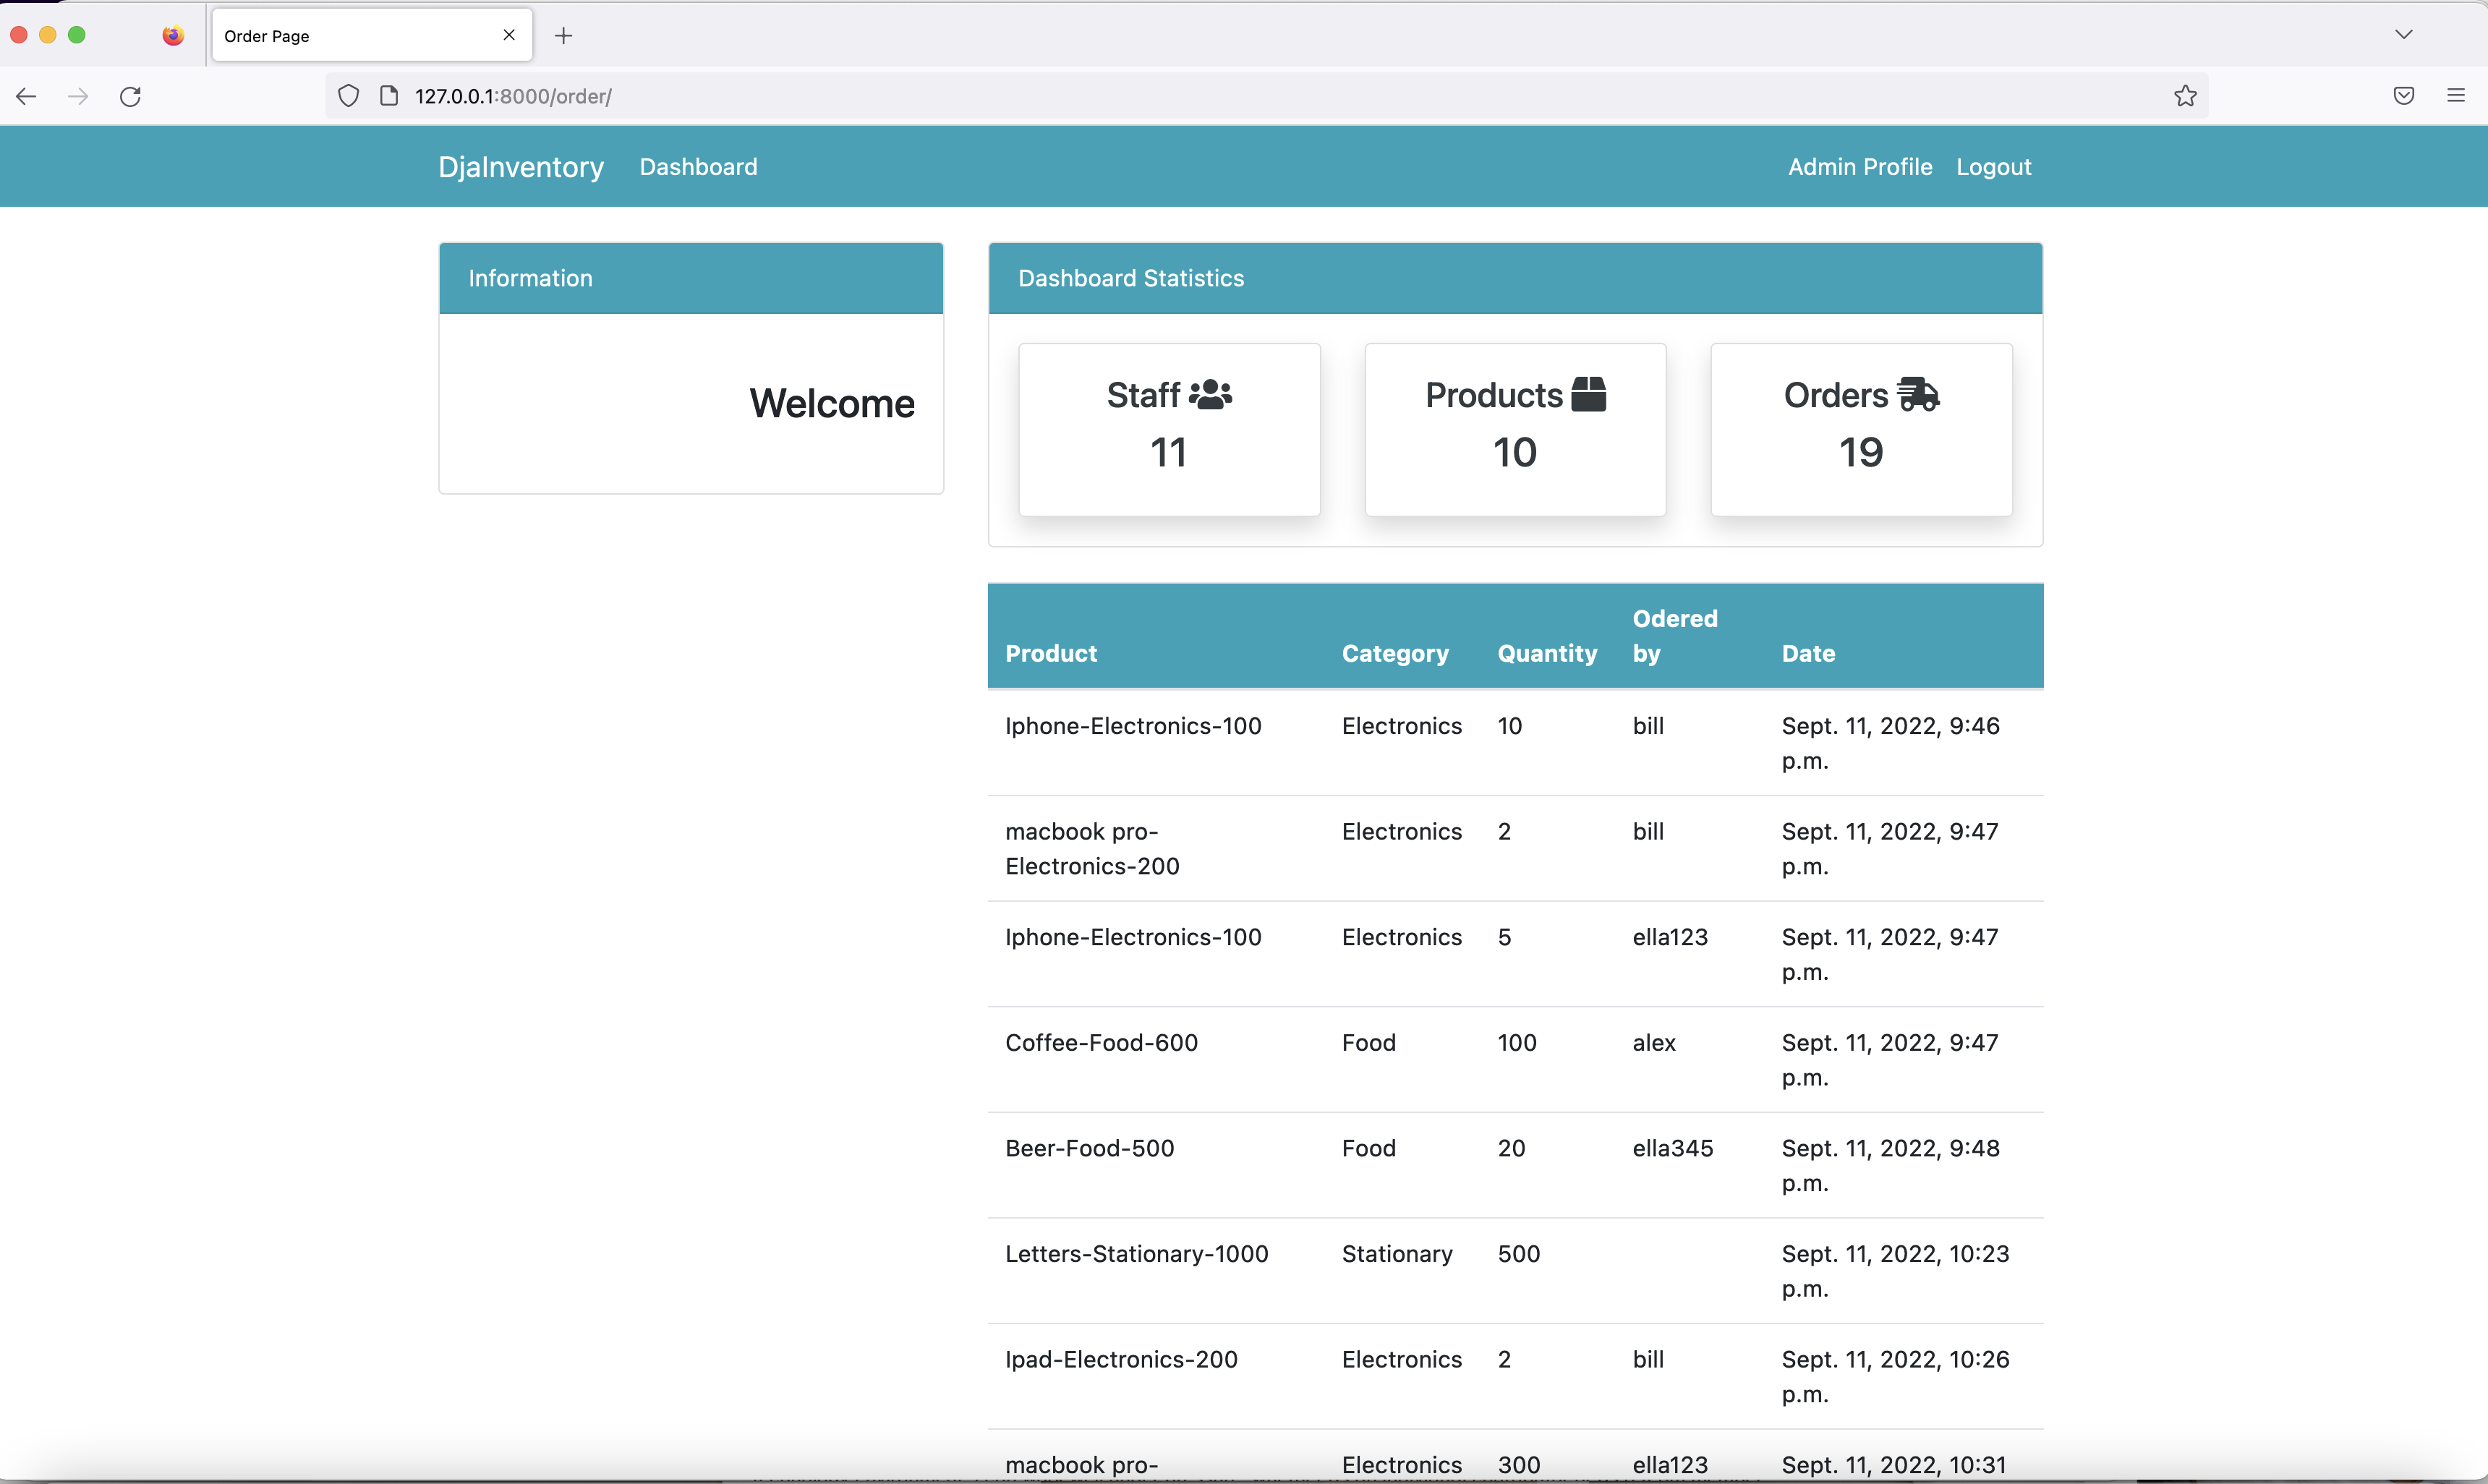 Order Page
127.0.0.1:8000/order/
DjaInventory Dashboard Admin Profile Logout
Information
Welcome
Dashboard Statistics
Staff Products Orders
11 10 19
Product Category Quantity Odered by Date
Iphone-Electronics-100 Electronics 10 bill Sept. 11, 2022, 9:46
p.m.
macbook pro- Electronics 2 bill Sept. 11, 2022, 9:47
Electronics-200 p.m.
Iphone-Electronics-100 Electronics 5 ella123 Sept. 11, 2022, 9:47
p.m.
Coffee-Food-600 Food 100 alex Sept. 11, 2022, 9:47
p.m.
Beer-Food-500 Food 20 ella345 Sept. 11, 2022, 9:48
p.m.
Letters-Stationary-1000 Stationary 500 Sept. 11, 2022, 10:23
p.m.
Ipad-Electronics-200 Electronics 2 bill Sept. 11, 2022, 10:26
p.m.
macbook pro- Electronics 300 ella123 Sept. 11, 2022, 10:31